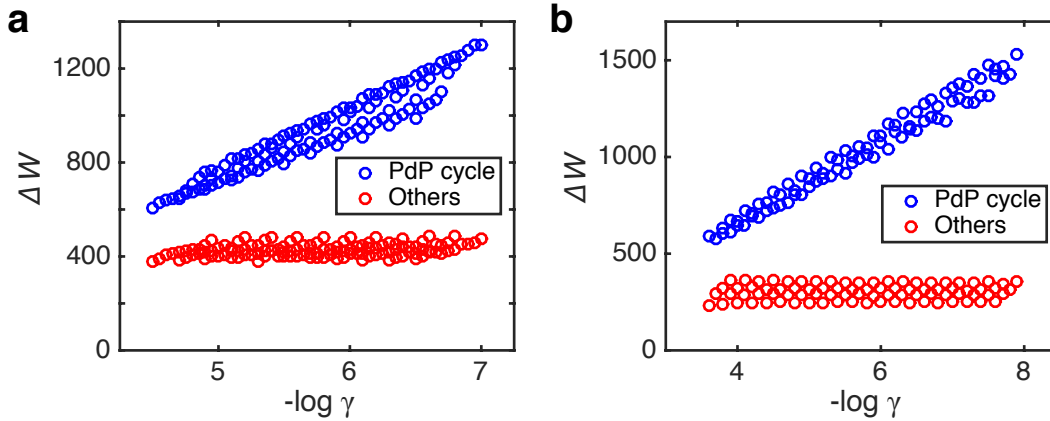 a
ΔW
1200
800
400
0
PdP cycle
Others
5
6
7
-log γ
b
ΔW
1500
1000
500
0
PdP cycle
Others
4
6
8
-log γ